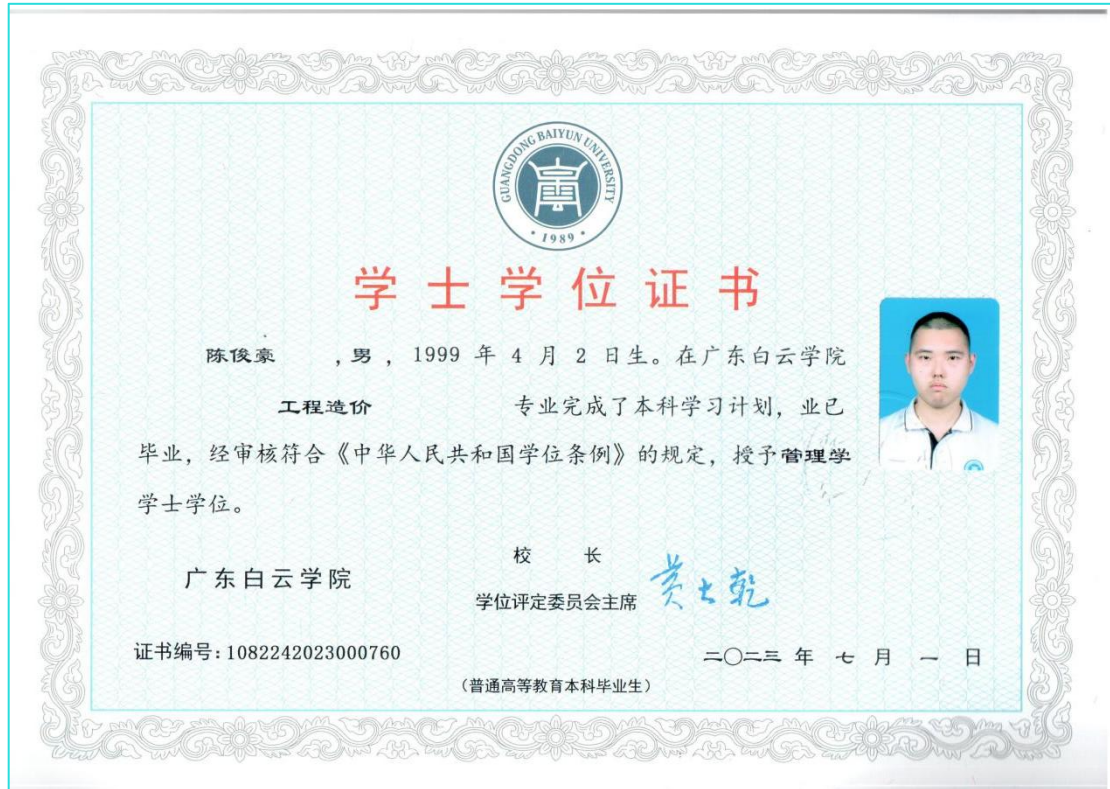 GUANGDONG BAIYUN UNIVERSITY
1989
学士学位证书
陈俊豪 ,男, 1999 年 4 月 2 日生。在广东白云学院
工程造价 专业完成了本科学习计划, 业已
毕业, 经审核符合《中华人民共和国学位条例》的规定, 授予管理学
学士学位。
校 长
广东白云学院
学位评定委员会主席
证书编号:1082242023000760
二〇二三 年 七 月 一 日
(普通高等教育本科毕业生)